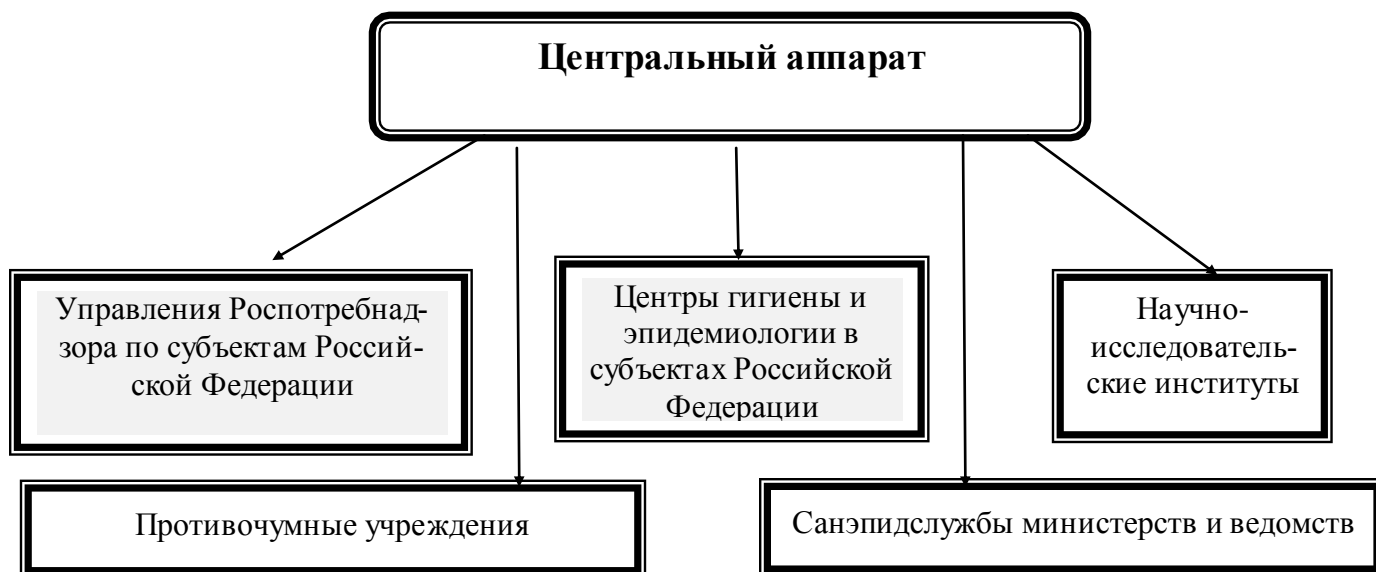 Центральный аппарат
Управления Роспотребнад-
зора по субъектам Россий-
ской Федерации
Центры гигиены и
эпидемиологии в
субъектах Российской
Федерации
Научно-
исследователь-
ские институты
Противочумные учреждения
Санэпидслужбы министерств и ведомств